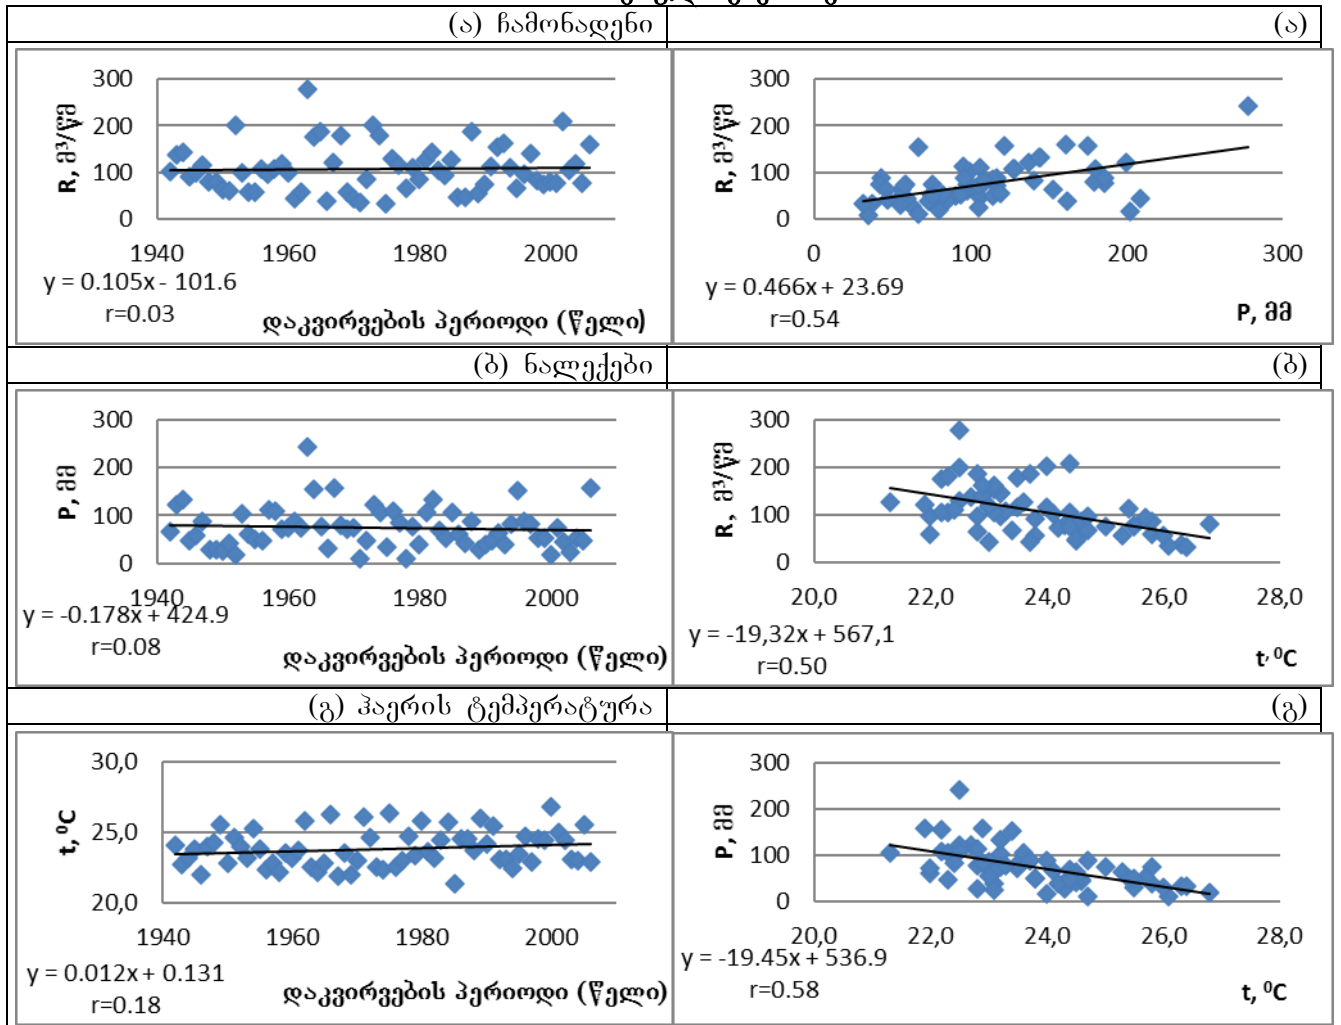 (ა) ჩამონადენი
(ა)
300
200
100
0
R, მ³/წმ
1940 1960 1980 2000
y = 0.105x - 101.6
r=0.03
დაკვირვების პერიოდი (წელი)
300
200
100
0
R, მ³/წმ
0 100 200 300
y = 0.466x + 23.69
r=0.54
P, მმ
(ბ) ნალექები
(ბ)
300
200
100
0
P, მმ
1940 1960 1980 2000
y = -0.178x + 424.9
r=0.08
დაკვირვების პერიოდი (წელი)
300
200
100
0
R, მ³/წმ
20,0 22,0 24,0 26,0 28,0
y = -19,32x + 567,1
r=0.50
t, ⁰C
(გ) ჰაერის ტემპერატურა
(გ)
30,0
25,0
20,0
t, ⁰C
1940 1960 1980 2000
y = 0.012x + 0.131
r=0.18
დაკვირვების პერიოდი (წელი)
300
200
100
0
P, მმ
20,0 22,0 24,0 26,0 28,0
y = -19.45x + 536.9
r=0.58
t, ⁰C